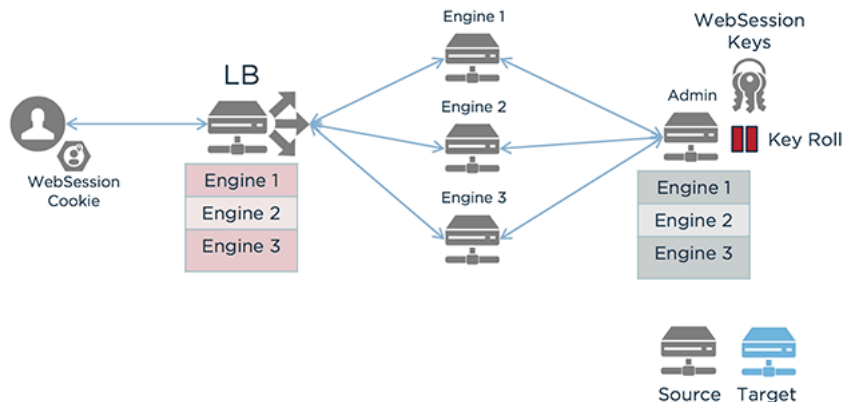 Engine 1
WebSession
Keys
LB
Engine 2
Admin
Key Roll
WebSession
Cookie
Engine 1
Engine 2
Engine 3
Engine 3
Engine 1
Engine 2
Engine 3
Source
Target